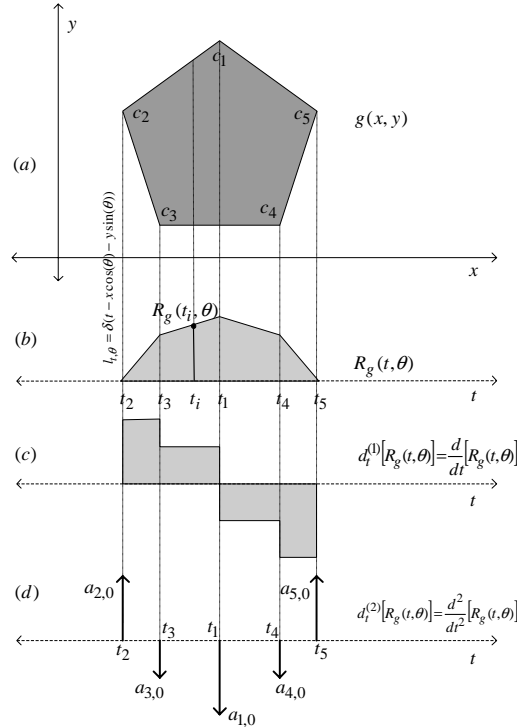 y
c₁
c₂
c₅
g(x, y)
(a)
c₃
c₄
x
l_{t,θ} = δ(t − x cos(θ) − y sin(θ))
R_g(t_i, θ)
(b)
R_g(t, θ)
t₂ t₃ t_i t₁ t₄ t₅ t
(c)
d_t^{(1)}[R_g(t,θ)] = d/dt [R_g(t,θ)]
t
(d)
a_{2,0} a_{5,0}
d_t^{(2)}[R_g(t,θ)] = d²/dt² [R_g(t,θ)]
t₃ t₁ t₄
t₂ t₅ t
a_{3,0} a_{4,0}
a_{1,0}